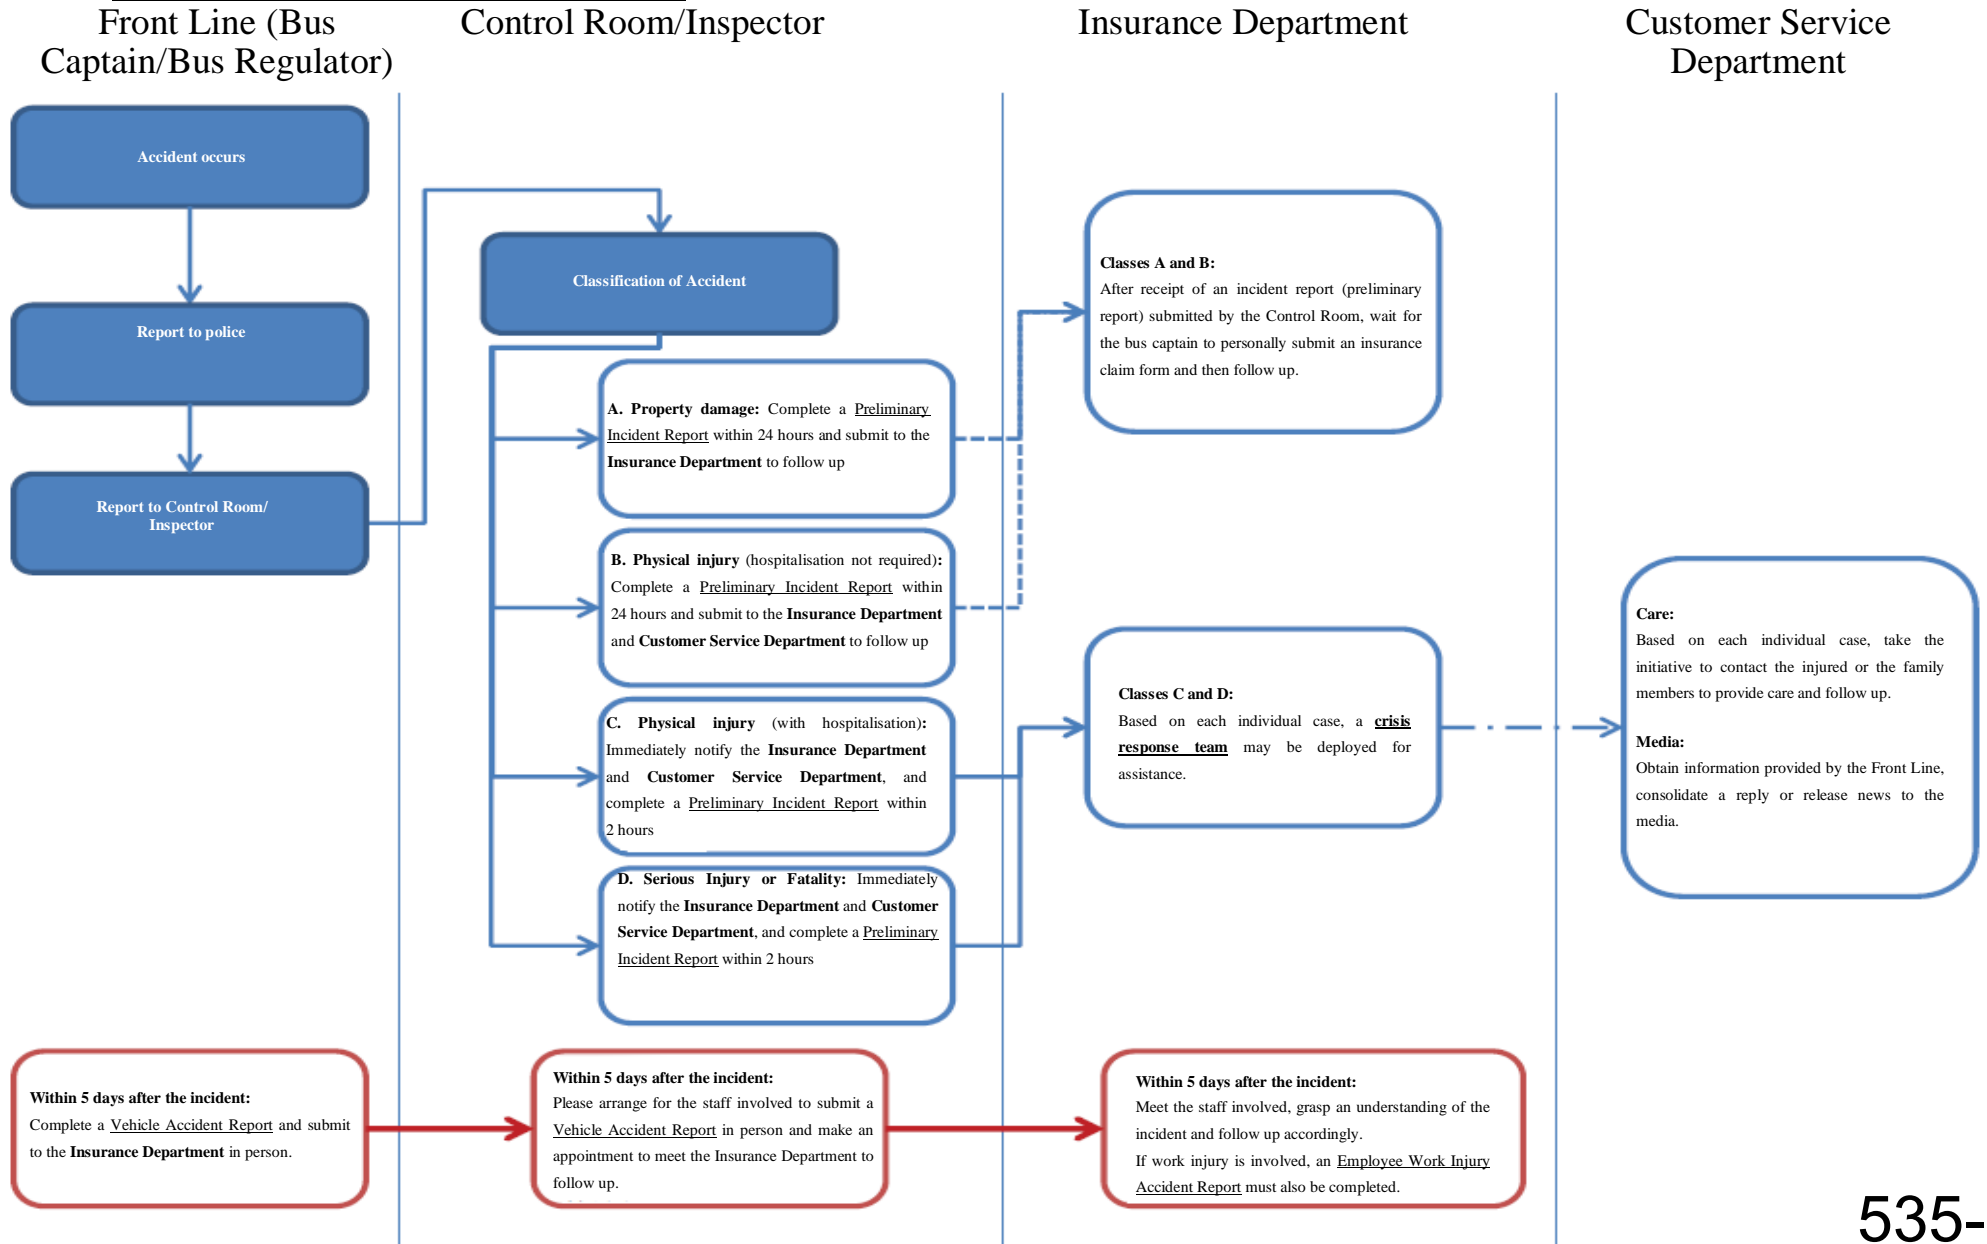 Front Line (Bus
Captain/Bus Regulator)
Control Room/Inspector
Insurance Department
Customer Service
Department
Accident occurs
Report to police
Report to Control Room/
Inspector
Classification of Accident
A. Property damage: Complete a Preliminary
Incident Report within 24 hours and submit to the
Insurance Department to follow up
B. Physical injury (hospitalisation not required):
Complete a Preliminary Incident Report within
24 hours and submit to the Insurance Department
and Customer Service Department to follow up
C. Physical injury (with hospitalisation):
Immediately notify the Insurance Department
and Customer Service Department, and
complete a Preliminary Incident Report within
2 hours
D. Serious Injury or Fatality: Immediately
notify the Insurance Department and Customer
Service Department, and complete a Preliminary
Incident Report within 2 hours
Classes A and B:
After receipt of an incident report (preliminary
report) submitted by the Control Room, wait for
the bus captain to personally submit an insurance
claim form and then follow up.
Classes C and D:
Based on each individual case, a crisis
response team may be deployed for
assistance.
Care:
Based on each individual case, take the
initiative to contact the injured or the family
members to provide care and follow up.
Media:
Obtain information provided by the Front Line,
consolidate a reply or release news to the
media.
Within 5 days after the incident:
Complete a Vehicle Accident Report and submit
to the Insurance Department in person.
Within 5 days after the incident:
Please arrange for the staff involved to submit a
Vehicle Accident Report in person and make an
appointment to meet the Insurance Department to
follow up.
Within 5 days after the incident:
Meet the staff involved, grasp an understanding of the
incident and follow up accordingly.
If work injury is involved, an Employee Work Injury
Accident Report must also be completed.
535-